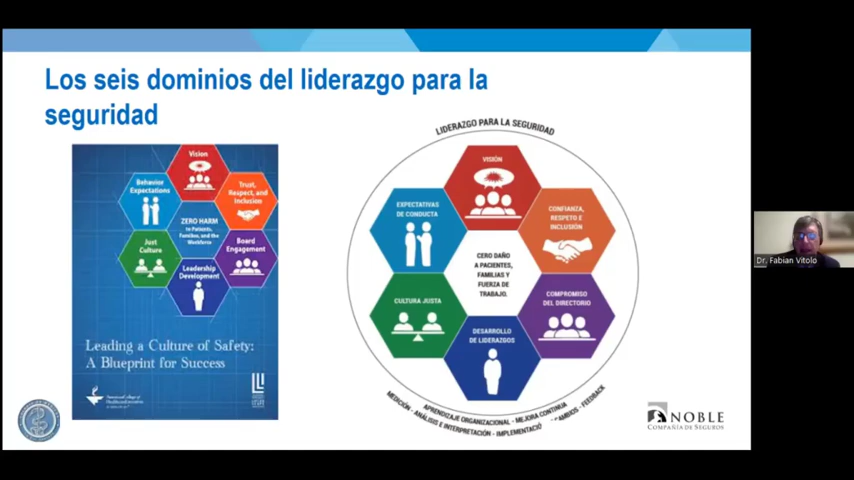 Los seis dominios del liderazgo para la
seguridad
Vision
Behavior
Expectations
Trust,
Respect, and
Inclusion
ZERO HARM
to Patients,
Families, and the
Workforce
Just
Culture
Board
Engagement
Leadership
Development
Leading a Culture of Safety:
A Blueprint for Success
LIDERAZGO PARA LA SEGURIDAD
VISIÓN
EXPECTATIVAS
DE CONDUCTA
CONFIANZA,
RESPETO E
INCLUSIÓN
CERO DAÑO
A PACIENTES,
FAMILIAS Y
FUERZA DE
TRABAJO.
CULTURA JUSTA
COMPROMISO
DEL DIRECTORIO
DESARROLLO
DE LIDERAZGOS
APRENDIZAJE ORGANIZACIONAL - MEJORA CONTINUA
MEDICIÓN - ANÁLISIS E INTERPRETACIÓN - FEEDBACK
NOBLE
COMPAÑÍA DE SEGUROS
Dr. Fabian Vitolo